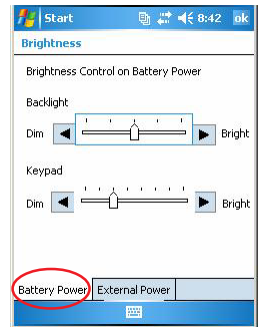 Start 8:42 ok
Brightness
Brightness Control on Battery Power
Backlight
Dim Bright
Keypad
Dim Bright
Battery Power External Power